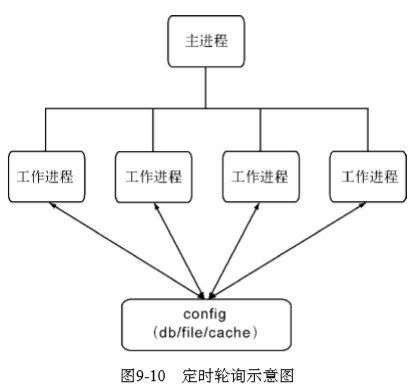 主进程
工作进程 工作进程 工作进程 工作进程
config
（db/file/cache）
图9-10 定时轮询示意图